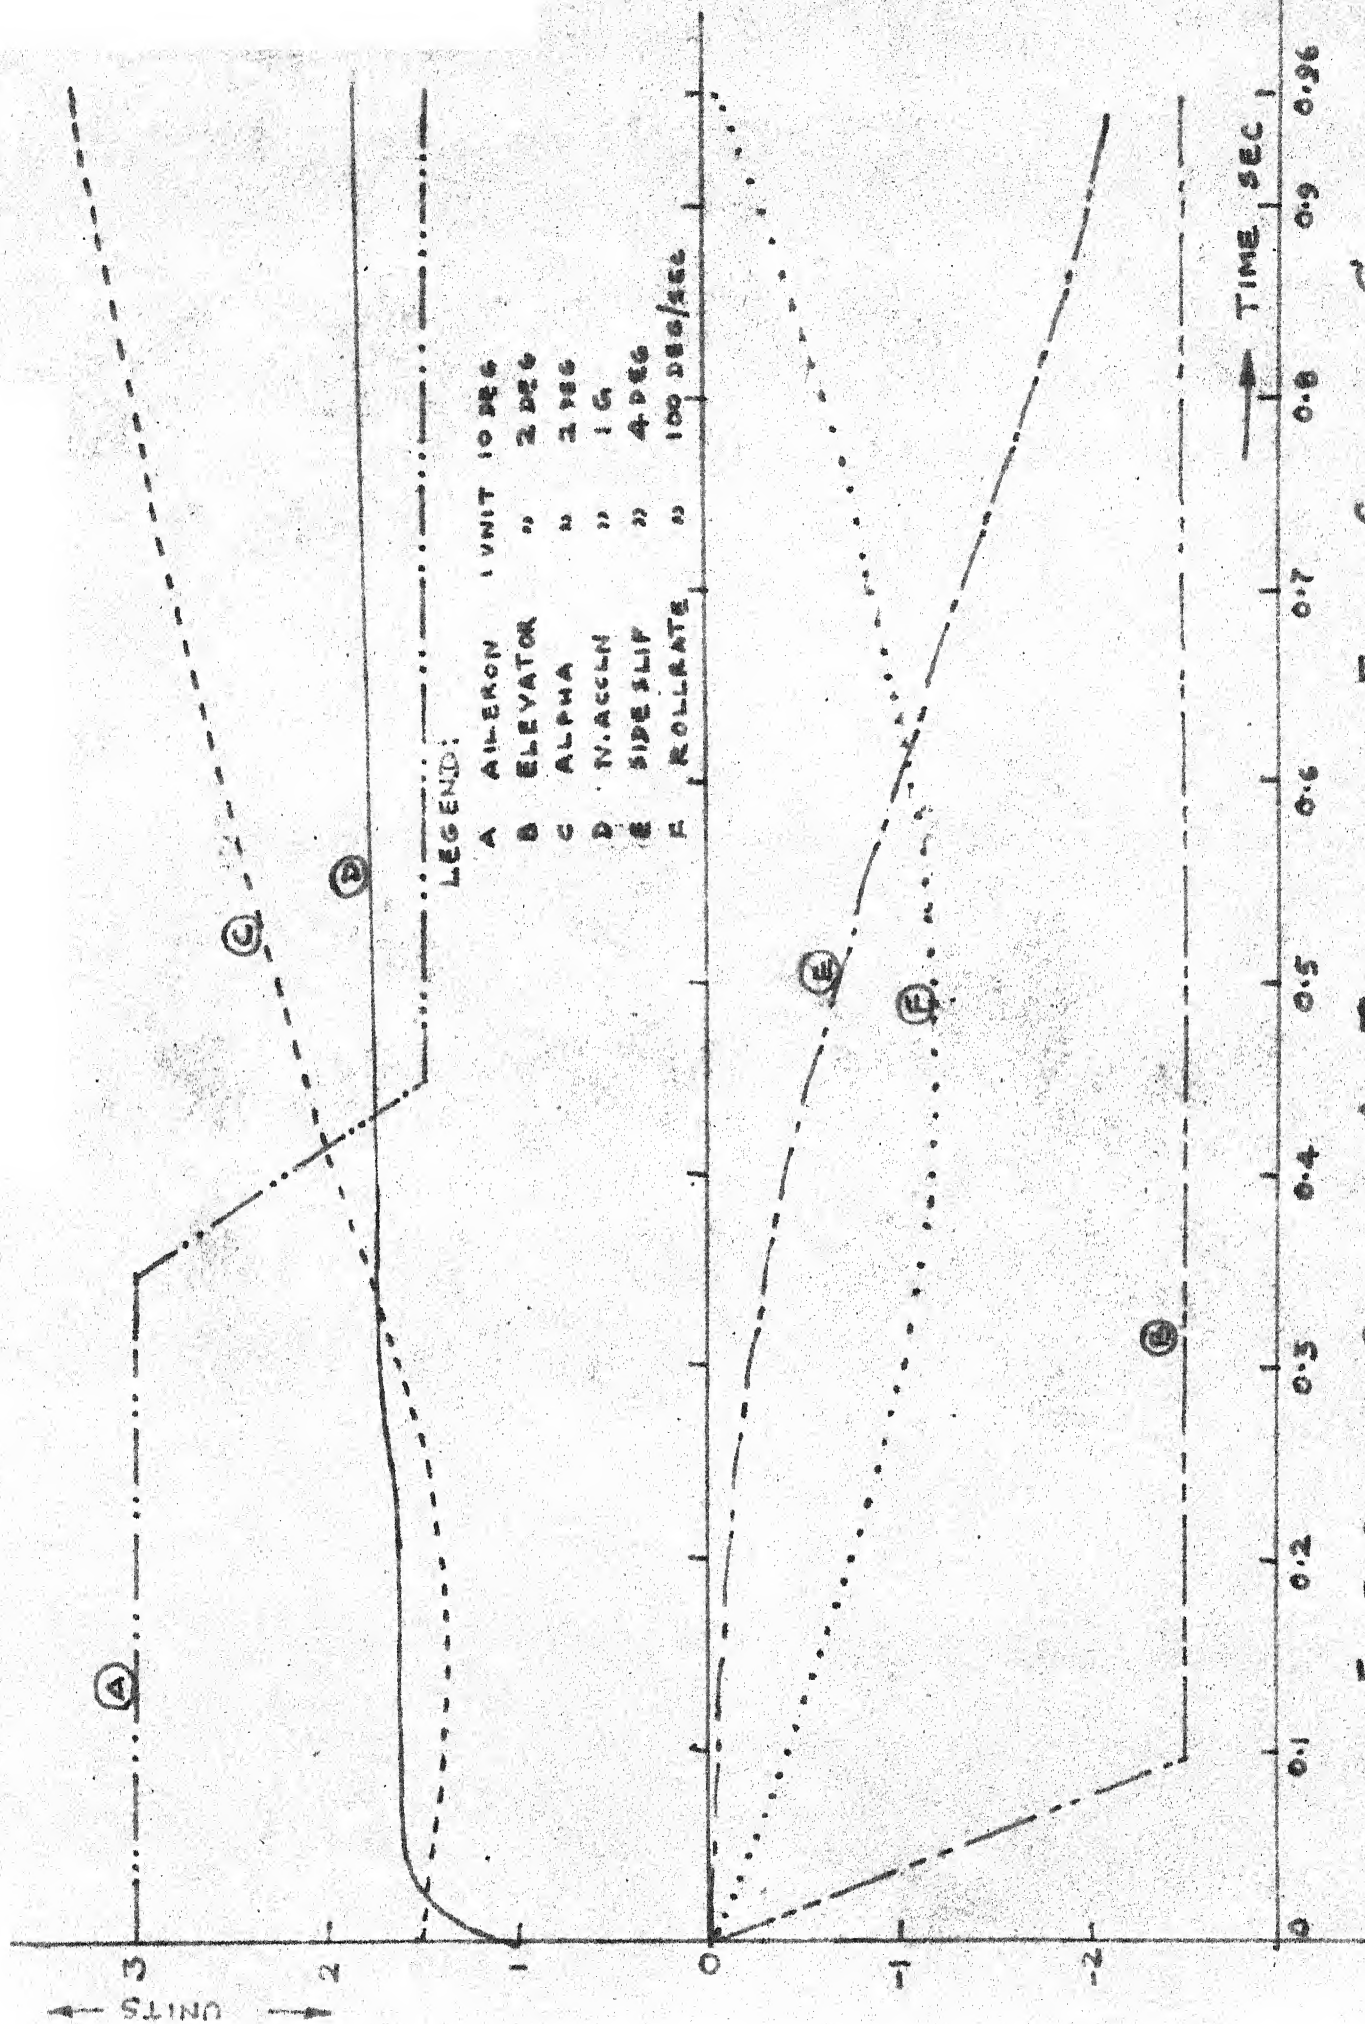 UNITS
3
2
1
0
-1
-2
A
B
C
D
E
F
LEGEND:
A AILERON 1 UNIT 10 DEG
B ELEVATOR " 2 DEG
C ALPHA " 2 DEG
D N.ACCLN " 1 G
E SIDESLIP " 4 DEG
F ROLLRATE " 100 DEG/SEC
0 0.1 0.2 0.3 0.4 0.5 0.6 0.7 0.8 0.9 0.96
TIME SEC